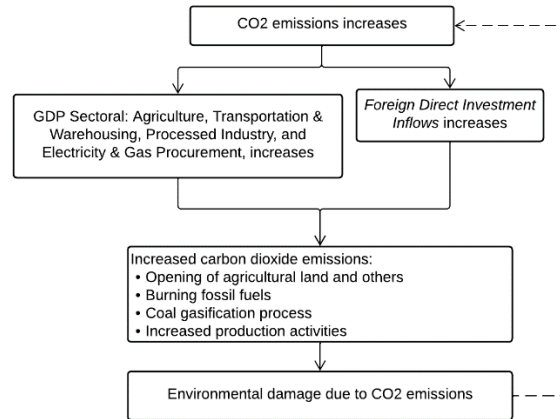 CO2 emissions increases
GDP Sectoral: Agriculture, Transportation &
Warehousing, Processed Industry, and
Electricity & Gas Procurement, increases
Foreign Direct Investment
Inflows increases
Increased carbon dioxide emissions:
• Opening of agricultural land and others
• Burning fossil fuels
• Coal gasification process
• Increased production activities
Environmental damage due to CO2 emissions